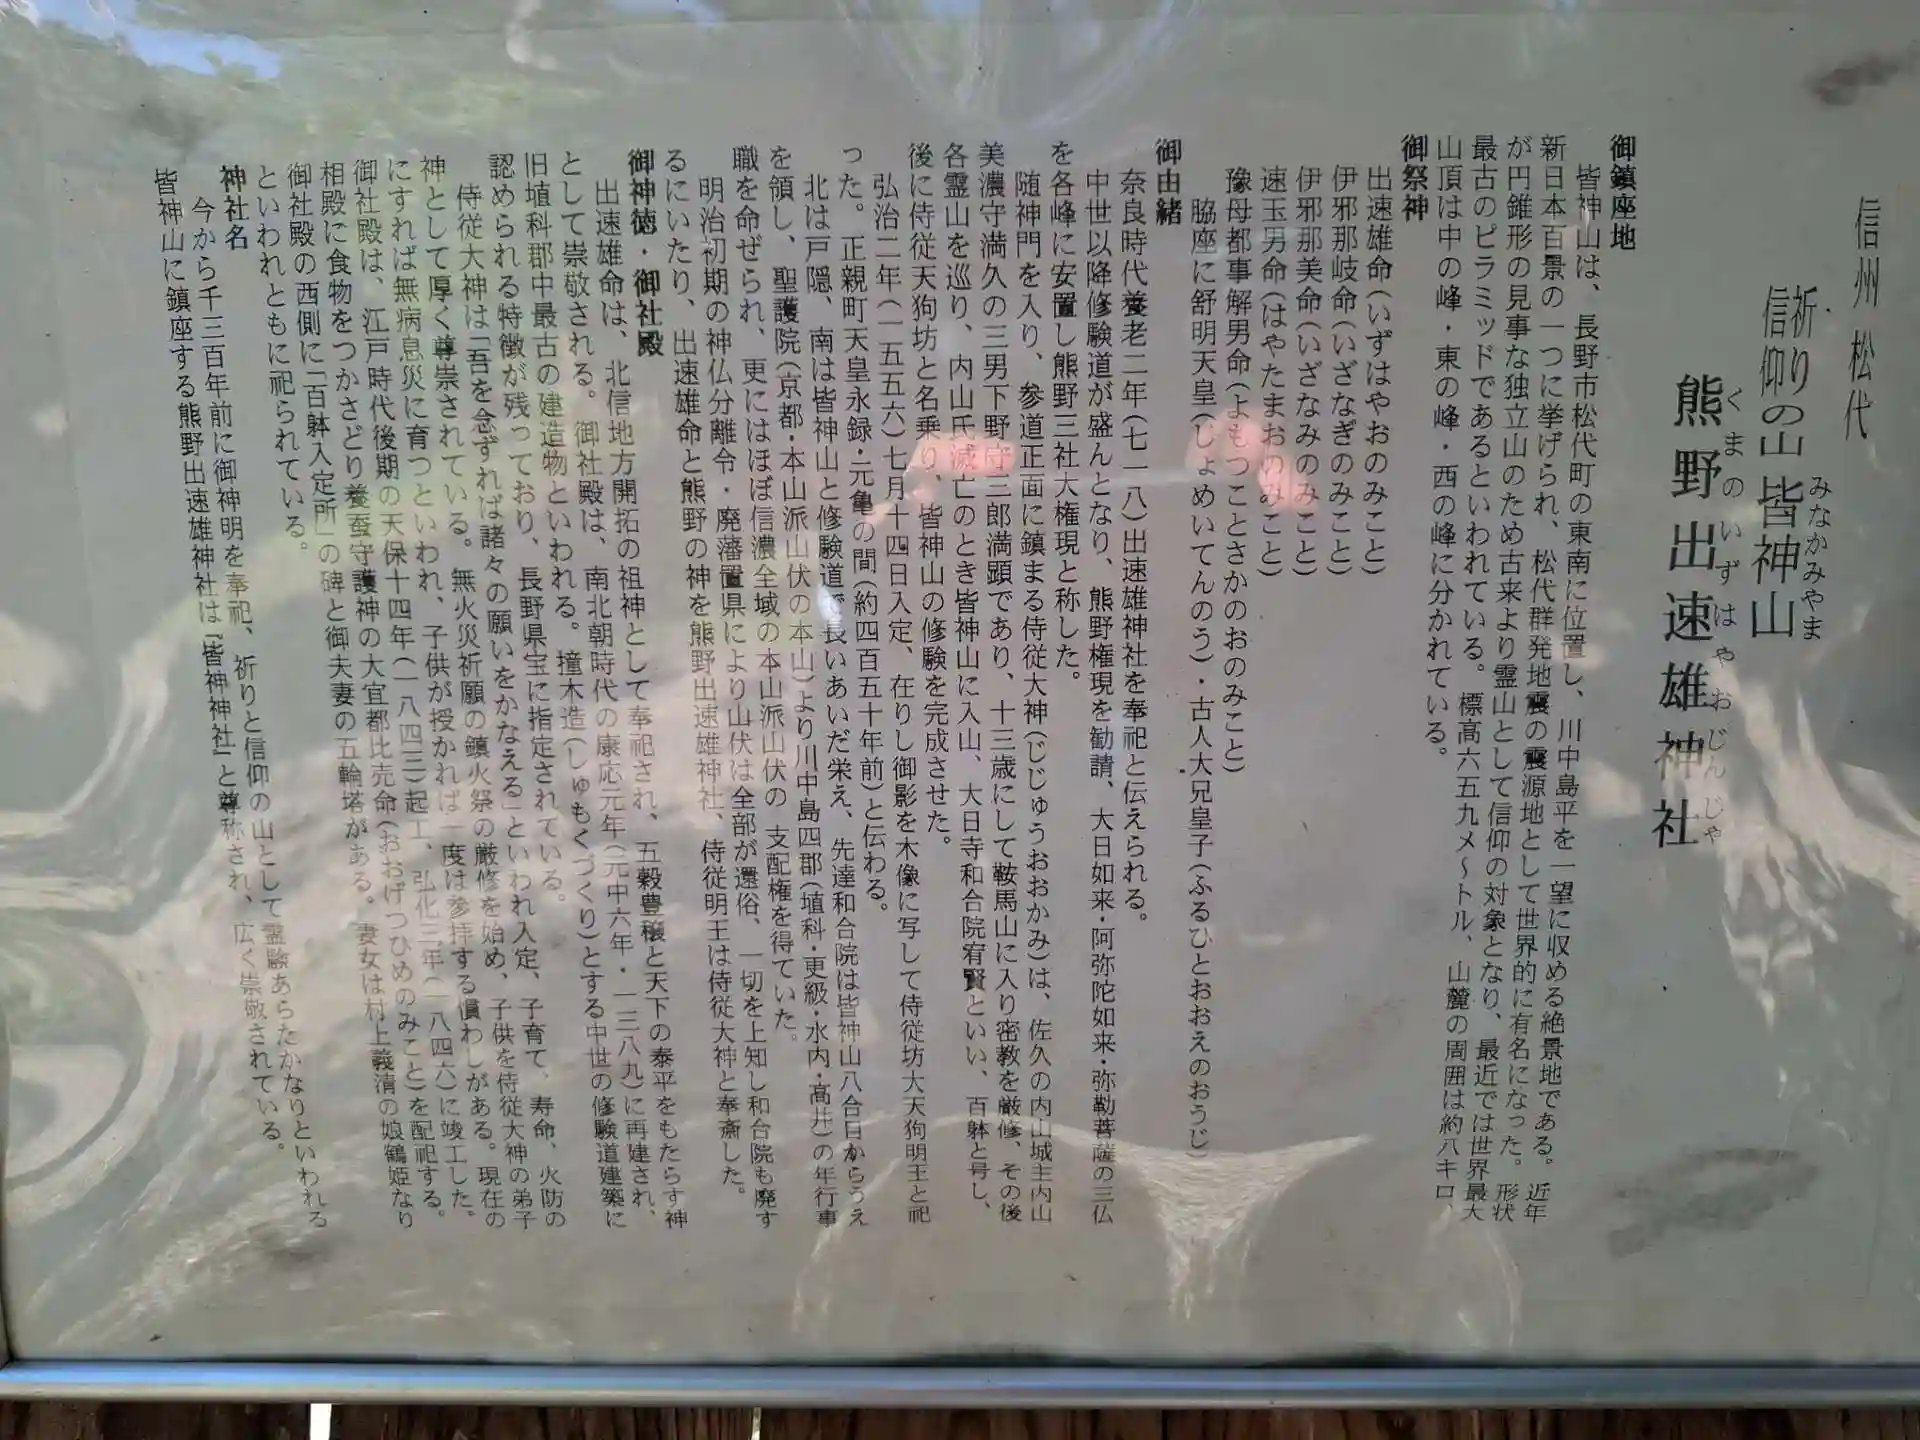 信州 松代
祈りの山
信仰の山 皆神山
みなかみやま
熊野出速雄神社
くまのいずはやおじんじゃ
御鎮座地
皆神山は、長野市松代町の東南に位置し、川中島平を一望に収める絶景地である。近年
新日本百景の一つに挙げられ、松代群発地震の震源地として世界的に有名になった。形状
が円錐形の見事な独立山のため古来より霊山として信仰の対象となり、最近では世界最大
最古のピラミッドであるといわれている。標高六五九メ～トル、山麓の周囲は約八キロ、
山頂は中の峰・東の峰・西の峰に分かれている。
御祭神
出速雄命(いずはやおのみこと)
伊邪那岐命(いざなぎのみこと)
伊邪那美命(いざなみのみこと)
速玉男命(はやたまおのみこと)
豫母都事解男命(よもつことさかのおのみこと)
脇座に舒明天皇(じょめいてんのう)・古人大兄皇子(ふるひとおおえのおうじ)
御由緒
奈良時代養老二年(七一八)出速雄神社を奉祀と伝えられる。
中世以降修験道が盛んとなり、熊野権現を勧請、大日如来・阿弥陀如来・弥勒菩薩の三仏
を各峰に安置し熊野三社大権現と称した。
随神門を入り、参道正面に鎮まる侍従大神(じじゅうおおかみ)は、佐久の内山城主内山
美濃守満久の三男下野守三郎満顕であり、十三歳にして鞍馬山に入り密教を厳修、その後
各霊山を巡り、内山氏滅亡のとき皆神山に入山、大日寺和合院宥賢といい、百躰と号し、
後に侍従天狗坊と名乗り、皆神山の修験を完成させた。
弘治二年(一五五六)七月十四日入定、在りし御影を木像に写して侍従坊大天狗明王と祀
った。正親町天皇永録・元亀の間(約四百五十年前)と伝わる。
北は戸隠、南は皆神山と修験道で長いあいだ栄え、先達和合院は皆神山八合目からうえ
を領し、聖護院(京都・本山派山伏の本山)より川中島四郡(埴科・更級・水内・高井)の年行事
職を命ぜられ、更にはほぼ信濃全域の本山派山伏の 支配権を得ていた。
明治初期の神仏分離令・廃藩置県により山伏は全部が還俗、一切を上知し和合院も廃す
るにいたり、出速雄命と熊野の神を熊野出速雄神社、侍従明王は侍従大神と奉斎した。
御神徳・御社殿
出速雄命は、北信地方開拓の祖神として奉祀され、五穀豊穣と天下の泰平をもたらす神
として崇敬される。御社殿は、南北朝時代の康応元年(元中六年・一三八九)に再建され、
旧埴科郡中最古の建造物といわれる。撞木造(しゅもくづくり)とする中世の修験道建築に
認められる特徴が残っており、長野県宝に指定されている。
侍従大神は「吾を念ずれば諸々の願いをかなえる」といわれ入定、子育て、寿命、火防の
神として厚く尊崇されている。無火災祈願の鎮火祭の厳修を始め、子供を侍従大神の弟子
にすれば無病息災に育つといわれ、子供が授かれば一度は参拝する慣わしがある。現在の
御社殿は、江戸時代後期の天保十四年(一八四三)起工、弘化三年(一八四六)に竣工した。
相殿に食物をつかさどり養蚕守護神の大宜都比売命(おおげつひめのみこと)を配祀する。
御社殿の西側に「百躰入定所」の碑と御夫妻の五輪塔がある。妻女は村上義清の娘鶴姫なり
といわれともに祀られている。
神社名
今から千三百年前に御神明を奉祀、祈りと信仰の山として霊験あらたかなりといわれる
皆神山に鎮座する熊野出速雄神社は「皆神神社」と尊称され、広く崇敬されている。